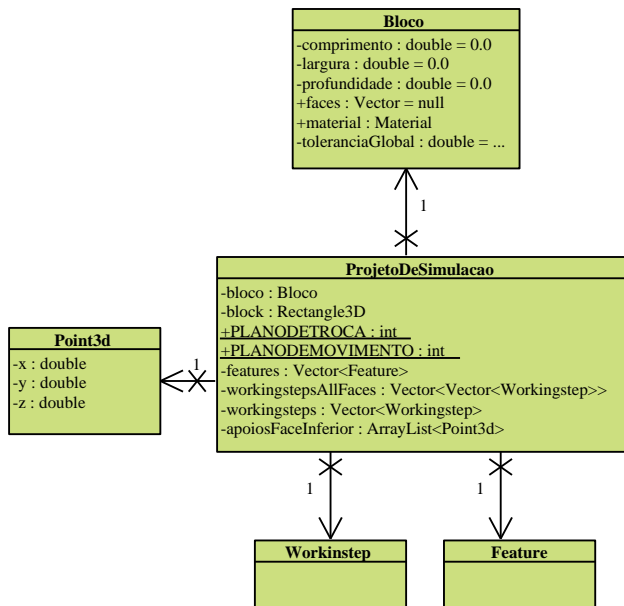 Bloco
-comprimento : double = 0.0
-largura : double = 0.0
-profundidade : double = 0.0
+faces : Vector = null
+material : Material
-toleranciaGlobal : double = ...
1
ProjetoDeSimulacao
-bloco : Bloco
-block : Rectangle3D
+PLANODETROCA : int
+PLANODEMOVIMENTO : int
-features : Vector<Feature>
-workingstepsAllFaces : Vector<Vector<Workingstep>>
-workingsteps : Vector<Workingstep>
-apoiosFaceInferior : ArrayList<Point3d>
Point3d
-x : double
-y : double
-z : double
1
1
1
Workinstep
Feature